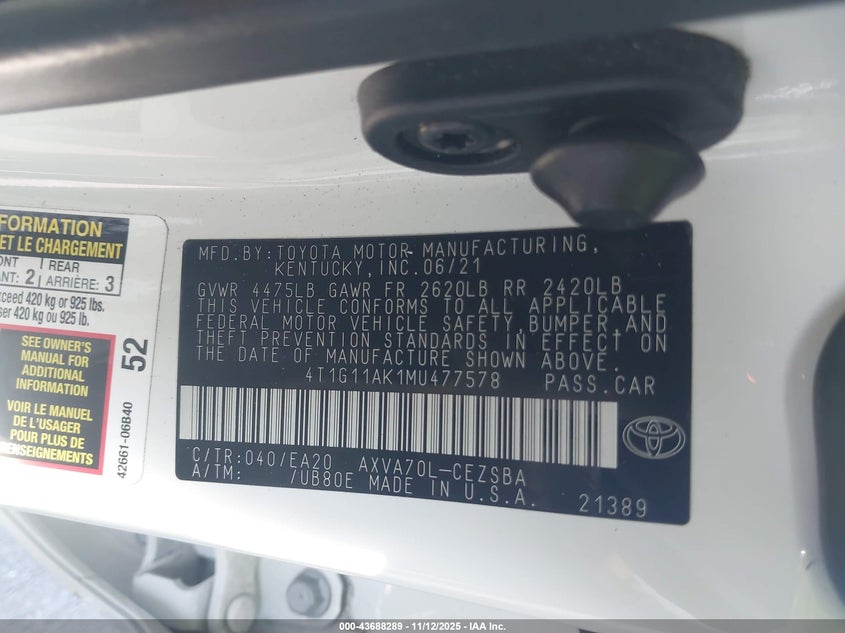 FORMATION
ET LE CHARGEMENT
REAR
2 ARRIÈRE: 3
420 kg or 925 lbs.
420 kg ou 925 lb.
SEE OWNER'S
MANUAL FOR
ADDITIONAL
INFORMATION
VOIR LE MANUEL
DE L'USAGER
POUR PLUS DE
RENSEIGNEMENTS
52
42661-06B40
MFD.BY:TOYOTA MOTOR MANUFACTURING,
KENTUCKY, INC. 06/21
GVWR 4475LB GAWR FR 2620LB RR 2420LB
THIS VEHICLE CONFORMS TO ALL APPLICABLE
FEDERAL MOTOR VEHICLE SAFETY,BUMPER,AND
THEFT PREVENTION STANDARDS IN EFFECT ON
THE DATE OF MANUFACTURE SHOWN ABOVE.
4T1G11AK1MU477578 PASS.CAR
C/TR:040/EA20 AXVA70L-CEZSBA
A/TM: /UB80E MADE IN U.S.A. 21389
000-43688289 - 11/12/2025 - IAA Inc.